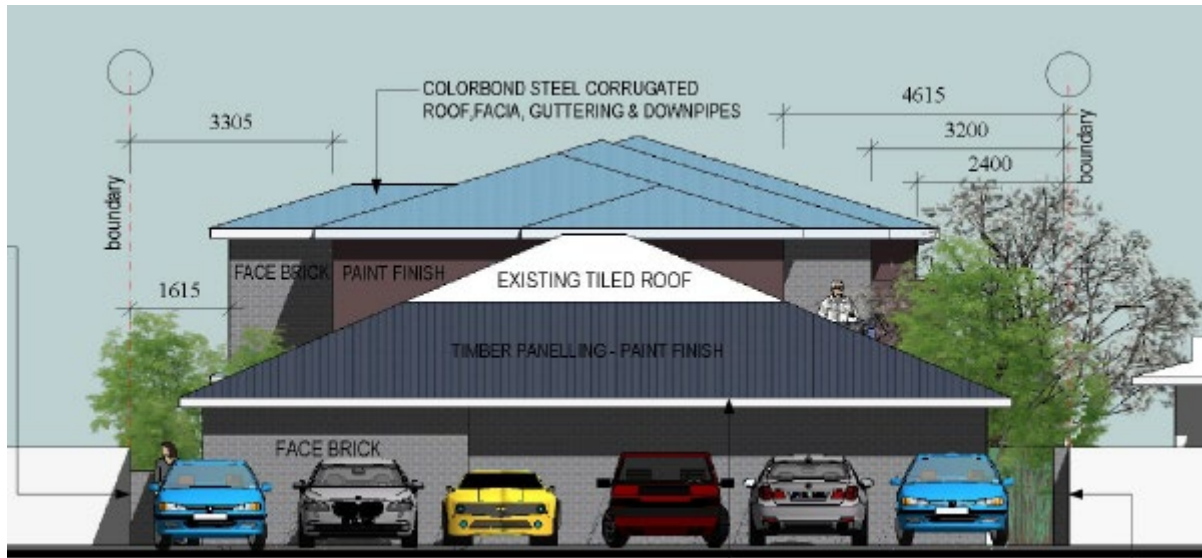 COLORBOND STEEL CORRUGATED
ROOF,FACIA, GUTTERING & DOWNPIPES
4615
3305
3200
2400
boundary
boundary
FACE BRICK
PAINT FINISH
EXISTING TILED ROOF
1615
TIMBER PANELLING - PAINT FINISH
FACE BRICK